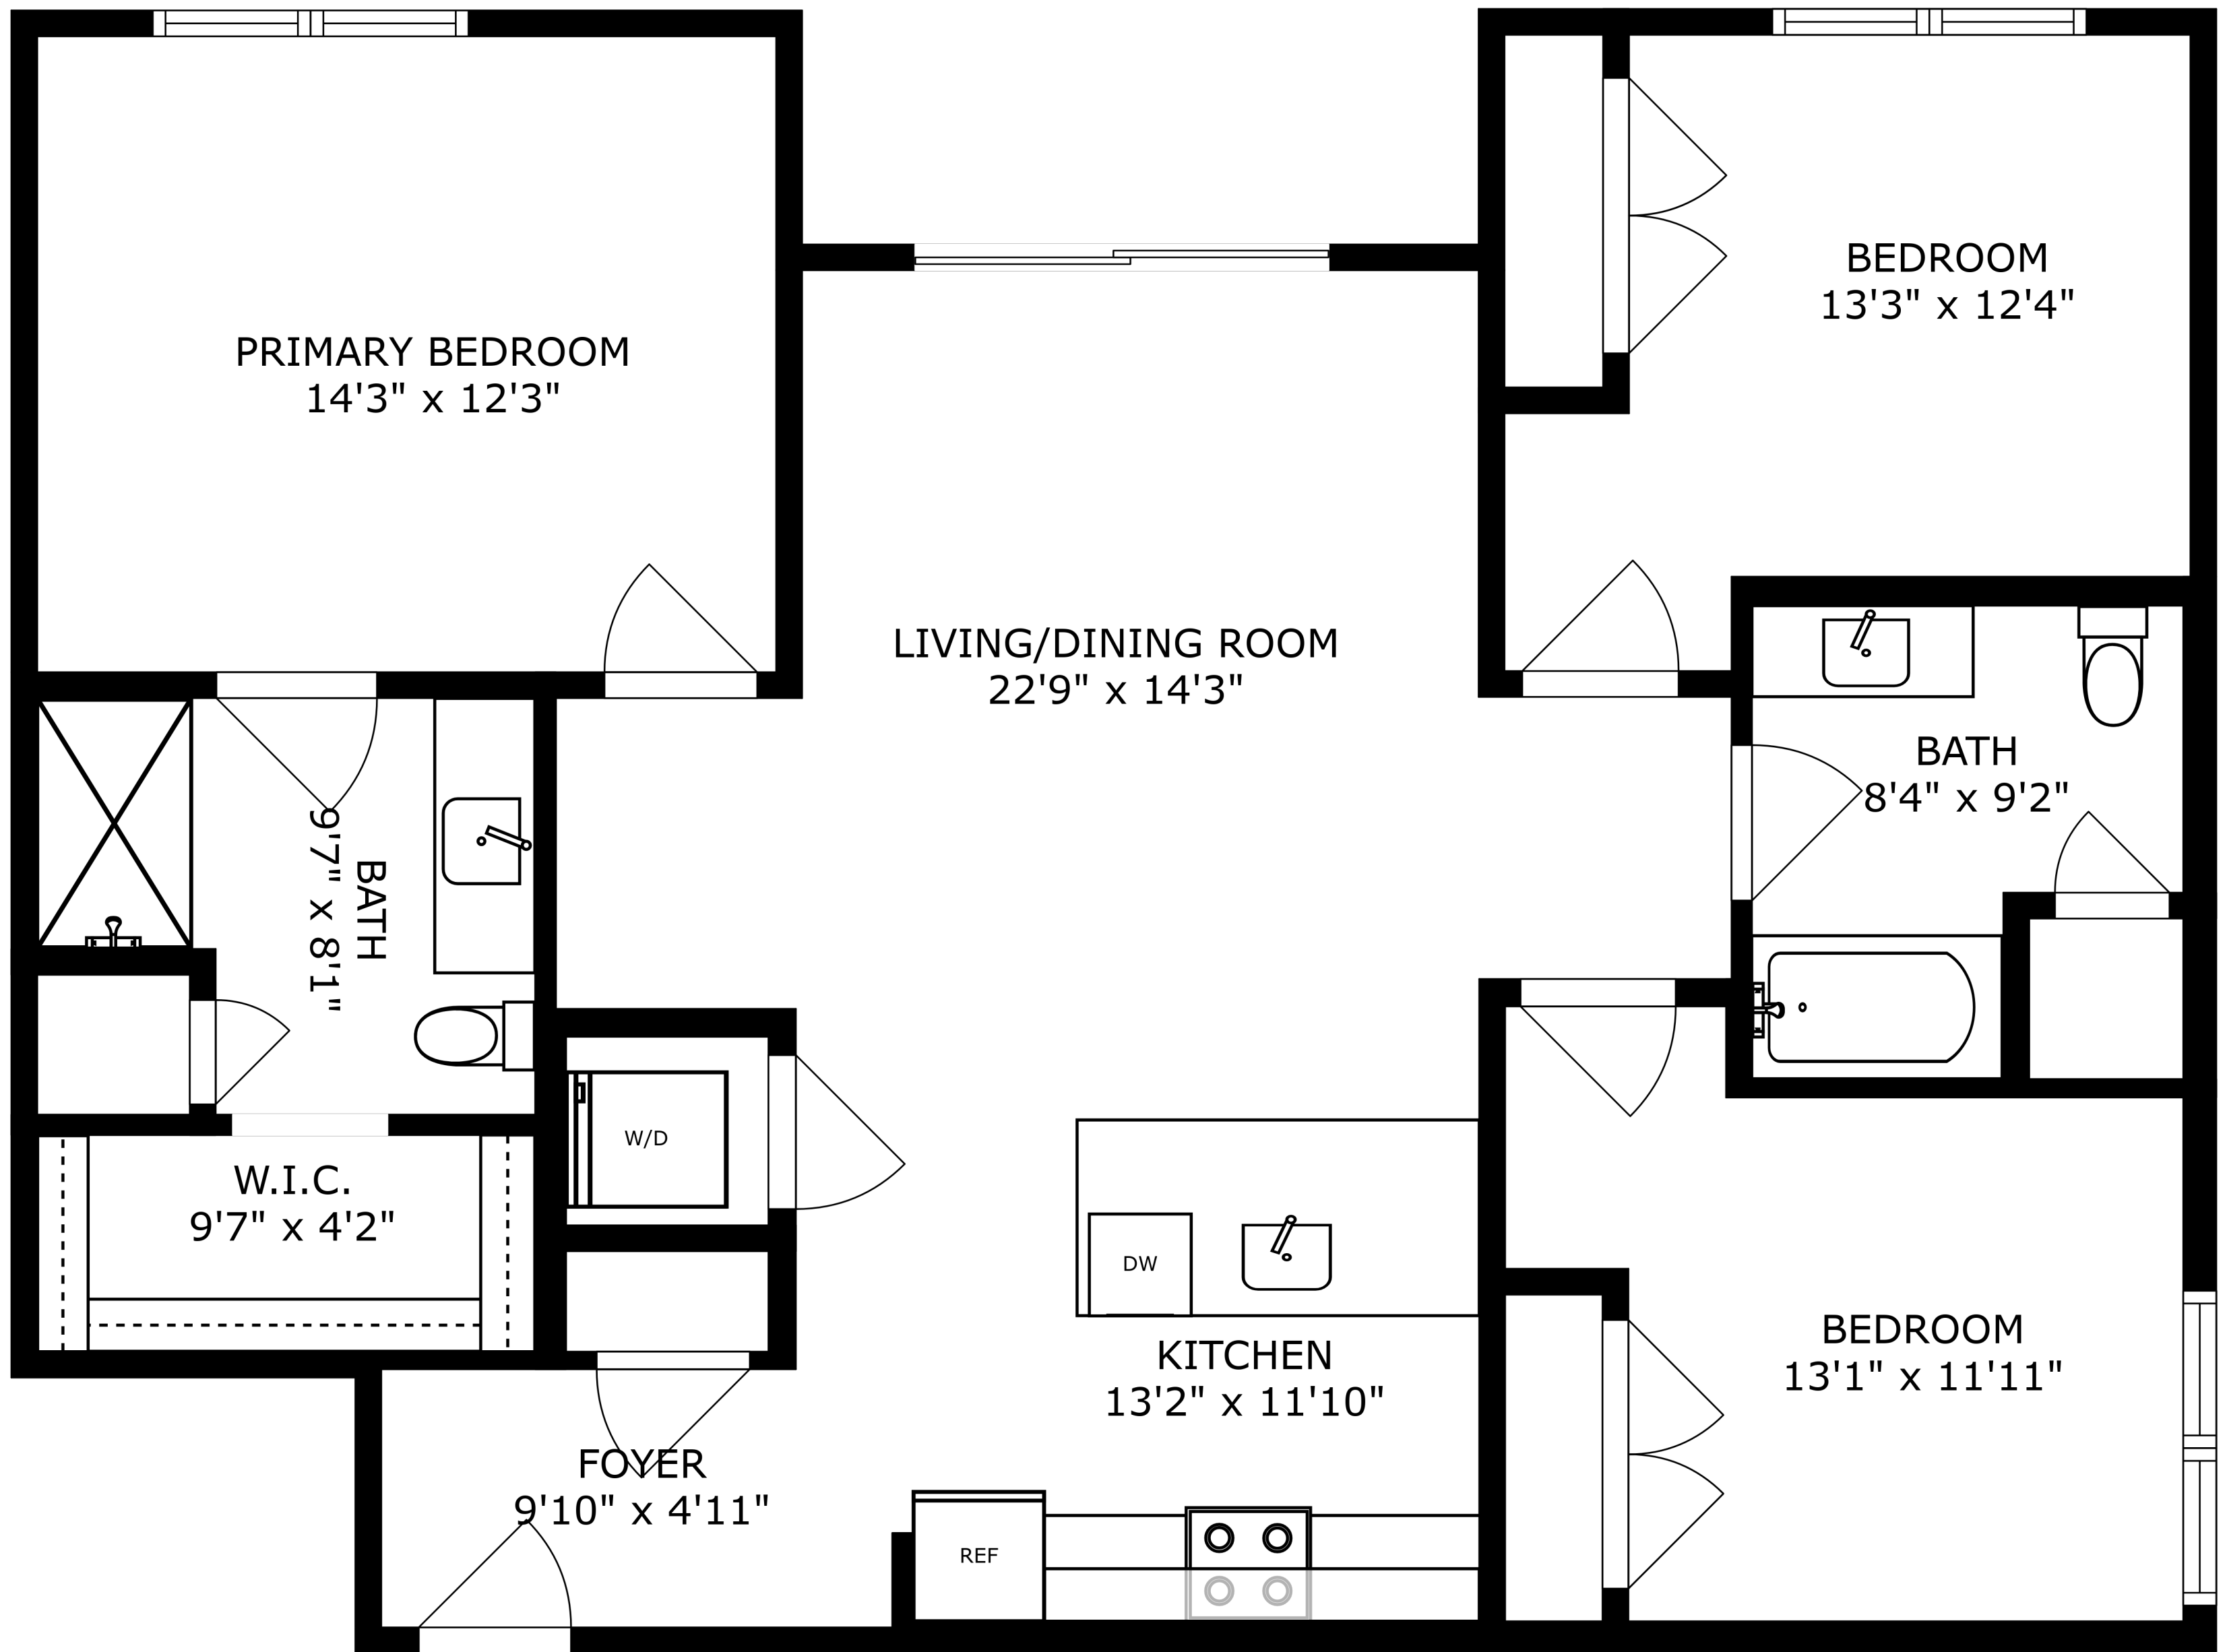 PRIMARY BEDROOM
14'3" x 12'3"
BEDROOM
13'3" x 12'4"
LIVING/DINING ROOM
22'9" x 14'3"
BATH
8'4" x 9'2"
BATH
9'7" x 8'1"
W/D
W.I.C.
9'7" x 4'2"
DW
KITCHEN
13'2" x 11'10"
BEDROOM
13'1" x 11'11"
FOYER
9'10" x 4'11"
REF